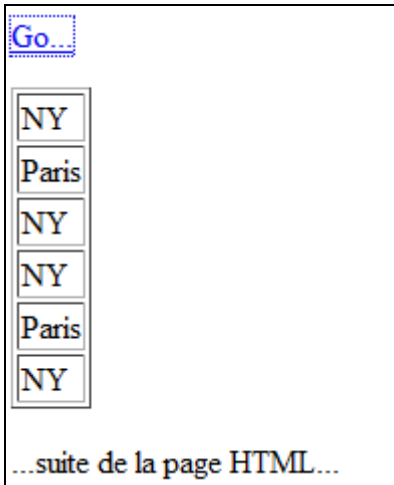 Go...
NY
Paris
NY
NY
Paris
NY
...suite de la page HTML...